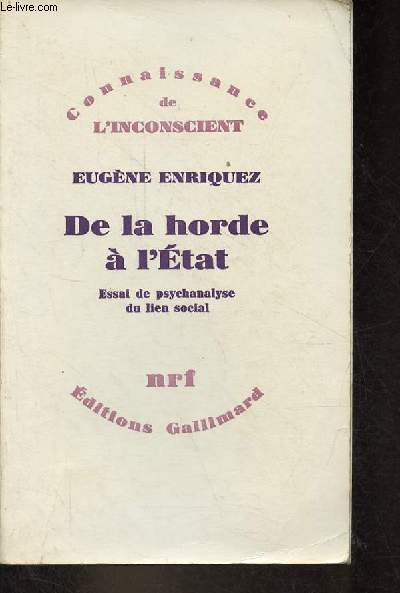 Le-livre.com
Connaissance
de
L'INCONSCIENT
EUGÈNE ENRIQUEZ
De la horde
à l'État
Essai de psychanalyse
du lien social
nrf
Éditions Gallimard